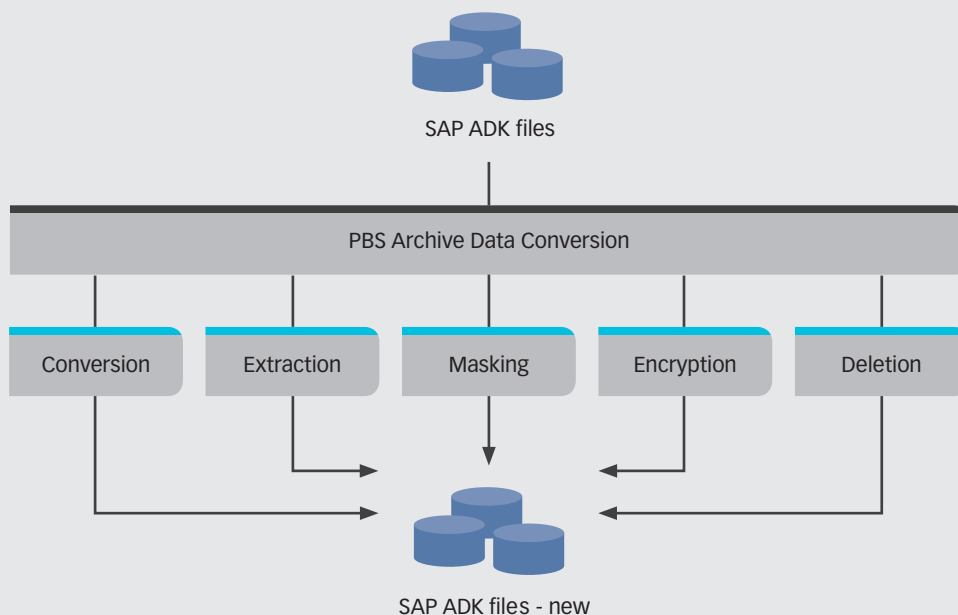 SAP ADK files
PBS Archive Data Conversion
Conversion
Extraction
Masking
Encryption
Deletion
SAP ADK files - new